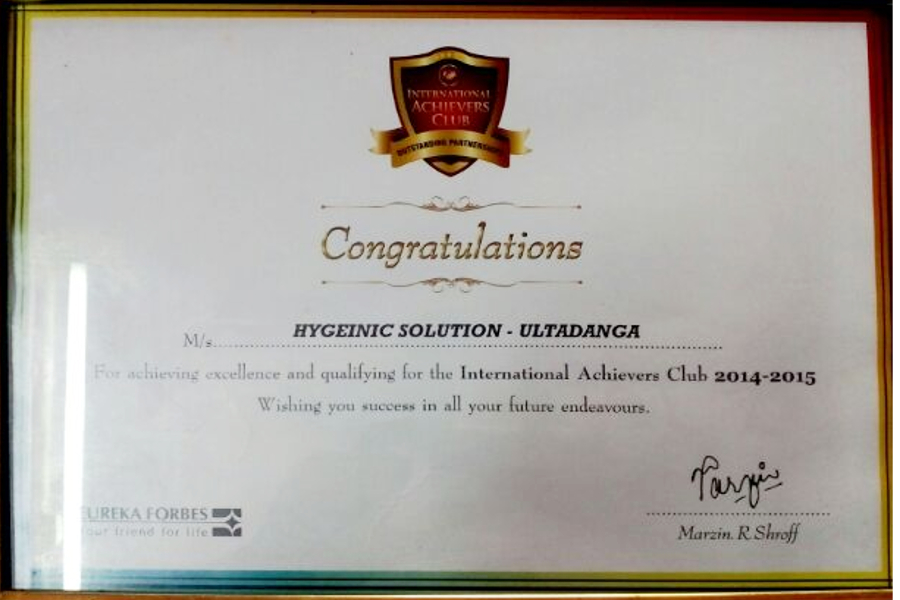 INTERNATIONAL
ACHIEVERS
CLUB
OUTSTANDING PARTNERSHIP
Congratulations
M/s......HYGEINIC SOLUTION - ULTADANGA......
For achieving excellence and qualifying for the International Achievers Club 2014-2015
Wishing you success in all your future endeavours.
Marzin. R. Shroff
EUREKA FORBES
our friend for life